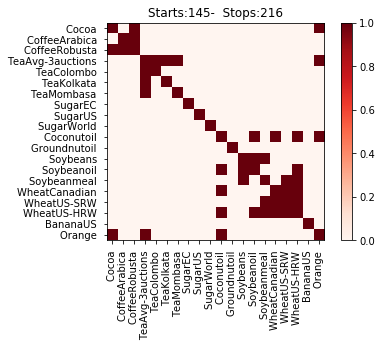 Starts:145- Stops:216
Cocoa
CoffeeArabica
CoffeeRobusta
TeaAvg-3auctions
TeaColombo
TeaKolkata
TeaMombasa
SugarEC
SugarUS
SugarWorld
Coconutoil
Groundnutoil
Soybeans
Soybeanoil
Soybeanmeal
WheatCanadian
WheatUS-SRW
WheatUS-HRW
BananaUS
Orange
Cocoa
CoffeeArabica
CoffeeRobusta
TeaAvg-3auctions
TeaColombo
TeaKolkata
TeaMombasa
SugarEC
SugarUS
SugarWorld
Coconutoil
Groundnutoil
Soybeans
Soybeanoil
Soybeanmeal
WheatCanadian
WheatUS-SRW
WheatUS-HRW
BananaUS
Orange
1.0
0.8
0.6
0.4
0.2
0.0